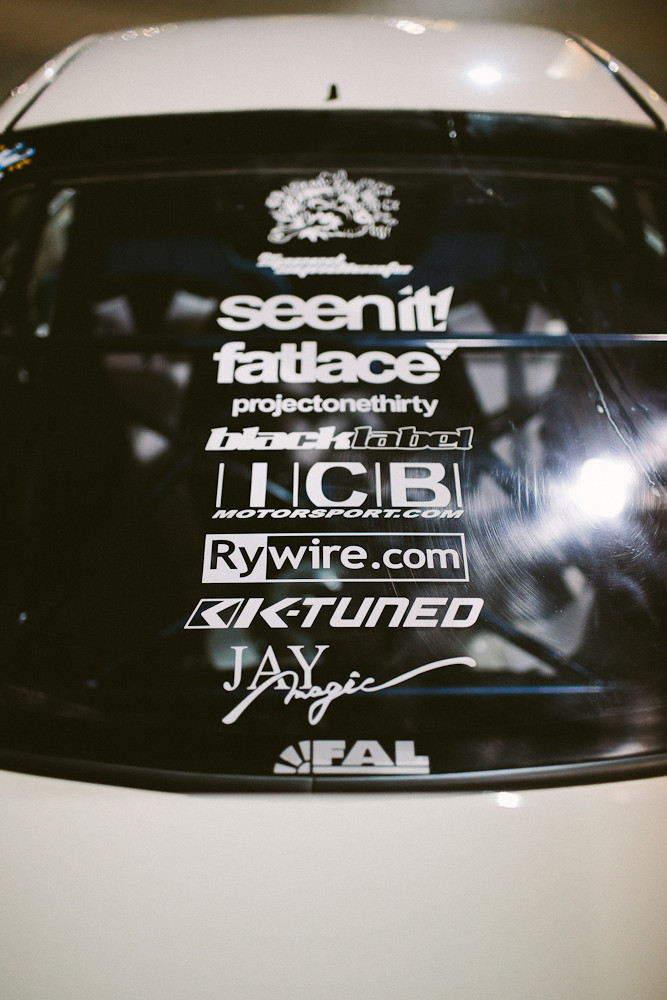 seenit!
fatlace
projectonethirty
blacklabel
ICB
MOTORSPORT.COM
Rywire.com
K-TUNED
JAY
magic
FAL